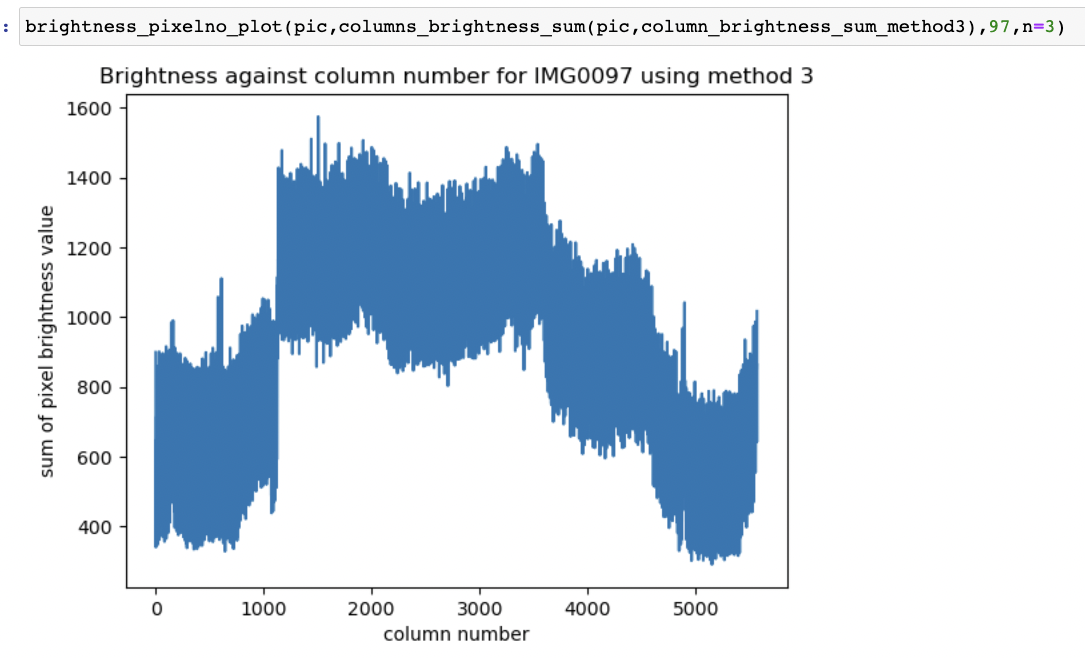 : brightness_pixelno_plot(pic,columns_brightness_sum(pic,column_brightness_sum_method3),97,n=3)
Brightness against column number for IMG0097 using method 3
1600
1400
1200
1000
800
600
400
sum of pixel brightness value
0 1000 2000 3000 4000 5000
column number